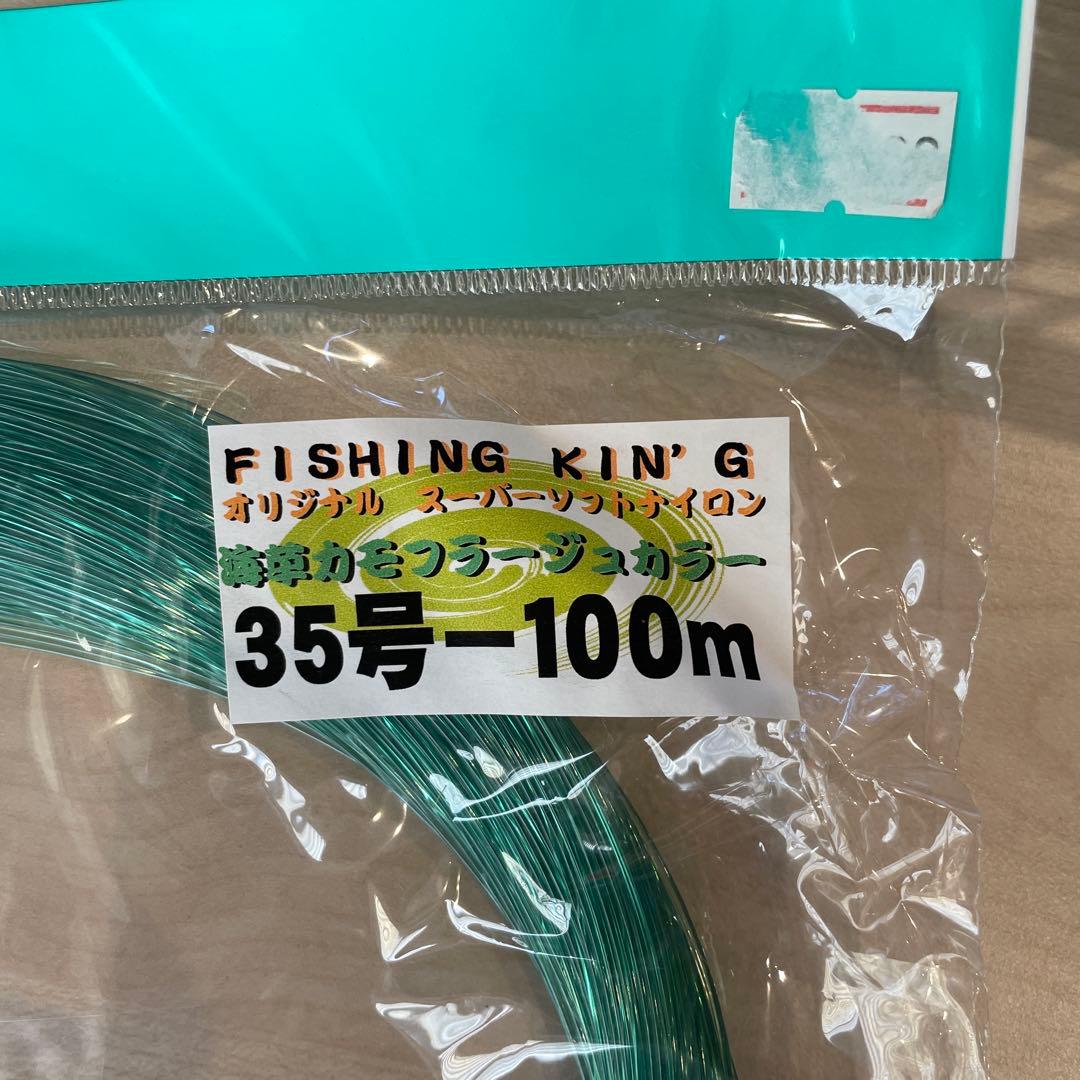 FISHING KIN'G
オリジナル スーパーソフトナイロン
海草カモフラージュカラー
35号ー100m